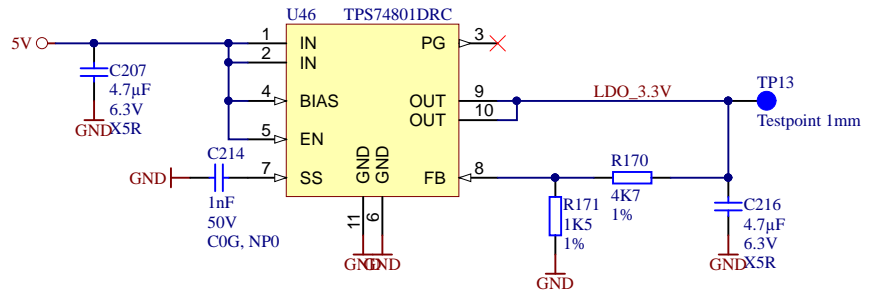 U46 TPS74801DRC
5V
1 IN
2 IN
PG 3
4 BIAS
5 EN
7 SS
GND
GND
11
6
OUT 9
OUT 10
FB 8
C207
4.7µF
6.3V
X5R
GND
C214
GND
1nF
50V
C0G, NP0
GND
GND
LDO_3.3V
TP13
Testpoint 1mm
R170
4K7
1%
R171
1K5
1%
GND
C216
4.7µF
6.3V
X5R
GND